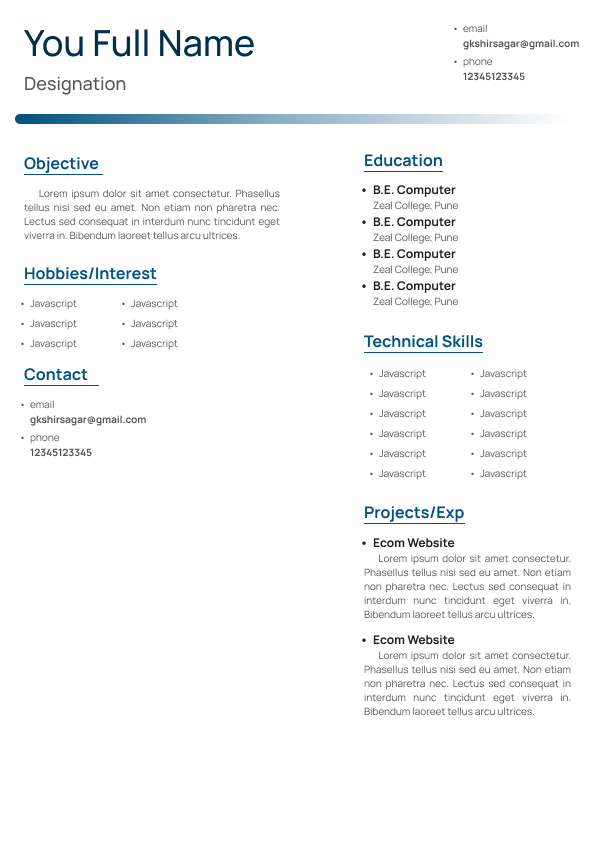 You Full Name
Designation
• email
gkshirsagar@gmail.com
• phone
12345123345
Objective
Lorem ipsum dolor sit amet consectetur. Phasellus
tellus nisi sed eu amet. Non etiam non pharetra nec.
Lectus sed consequat in interdum nunc tincidunt eget
viverra in. Bibendum laoreet tellus arcu ultrices.
Hobbies/Interest
• Javascript • Javascript
• Javascript • Javascript
• Javascript • Javascript
Contact
• email
gkshirsagar@gmail.com
• phone
12345123345
Education
• B.E. Computer
Zeal College, Pune
• B.E. Computer
Zeal College, Pune
• B.E. Computer
Zeal College, Pune
• B.E. Computer
Zeal College, Pune
Technical Skills
• Javascript • Javascript
• Javascript • Javascript
• Javascript • Javascript
• Javascript • Javascript
• Javascript • Javascript
• Javascript • Javascript
Projects/Exp
• Ecom Website
Lorem ipsum dolor sit amet consectetur.
Phasellus tellus nisi sed eu amet. Non etiam
non pharetra nec. Lectus sed consequat in
interdum nunc tincidunt eget viverra in.
Bibendum laoreet tellus arcu ultrices.
• Ecom Website
Lorem ipsum dolor sit amet consectetur.
Phasellus tellus nisi sed eu amet. Non etiam
non pharetra nec. Lectus sed consequat in
interdum nunc tincidunt eget viverra in.
Bibendum laoreet tellus arcu ultrices.